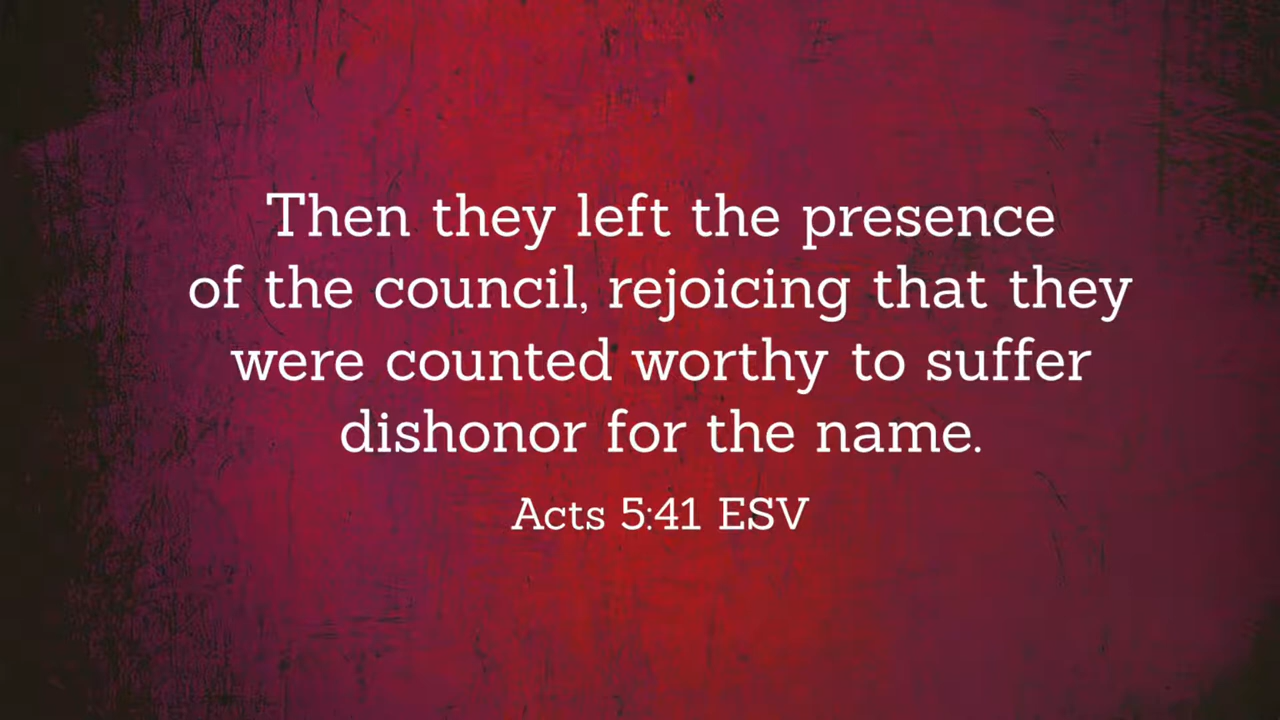 Then they left the presence
of the council, rejoicing that they
were counted worthy to suffer
dishonor for the name.
Acts 5:41 ESV